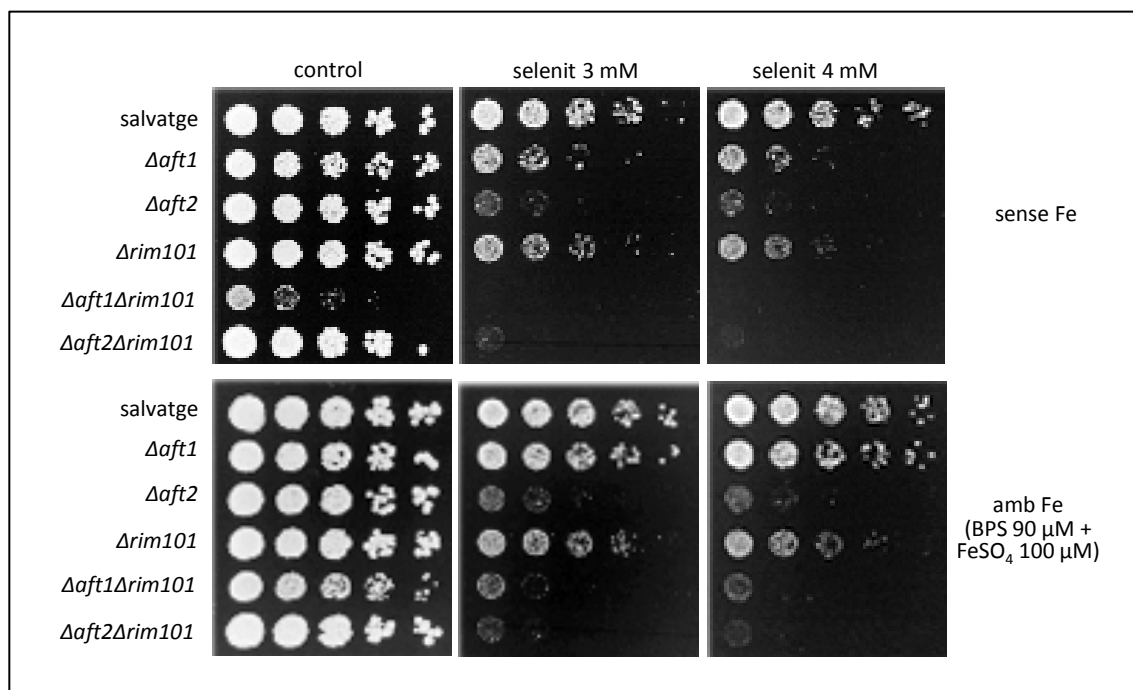 control
selenit 3 mM
selenit 4 mM
salvatge
Δaft1
Δaft2
Δrim101
Δaft1Δrim101
Δaft2Δrim101
sense Fe
salvatge
Δaft1
Δaft2
Δrim101
Δaft1Δrim101
Δaft2Δrim101
amb Fe
(BPS 90 µM +
FeSO₄ 100 µM)